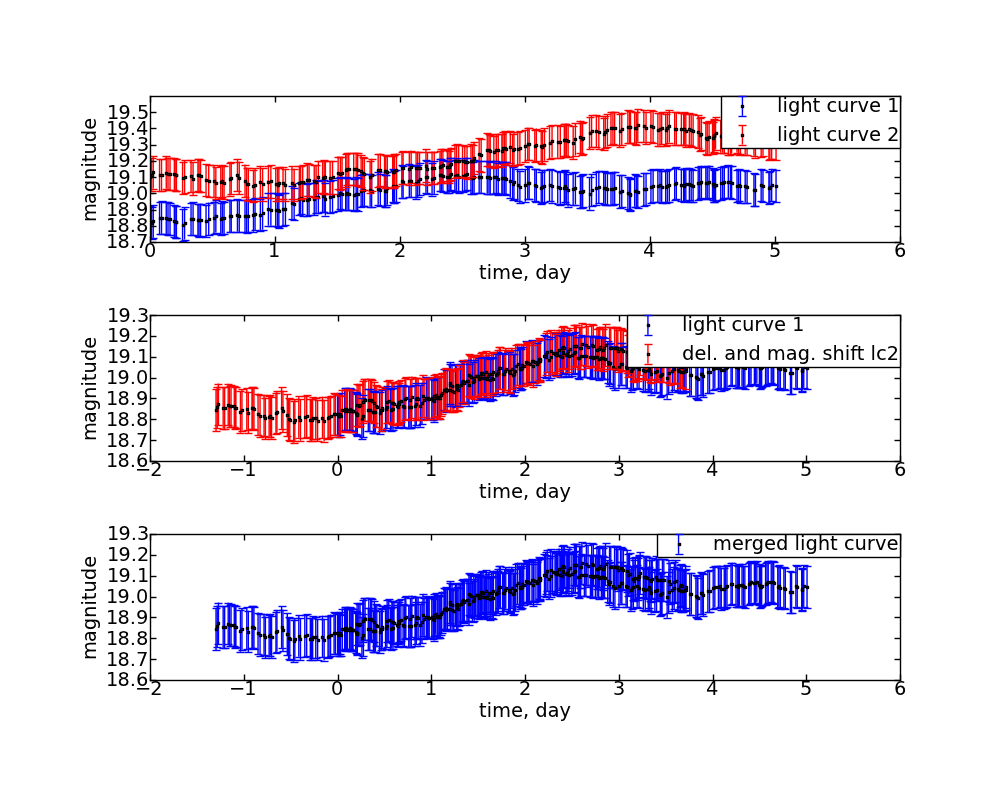 19.5
19.4
19.3
19.2
19.1
19.0
18.9
18.8
18.7
magnitude
light curve 1
light curve 2
0 1 2 3 4 5 6
time, day
19.3
19.2
19.1
19.0
18.9
18.8
18.7
18.6
magnitude
light curve 1
del. and mag. shift lc2
−2 −1 0 1 2 3 4 5 6
time, day
19.3
19.2
19.1
19.0
18.9
18.8
18.7
18.6
magnitude
merged light curve
−2 −1 0 1 2 3 4 5 6
time, day